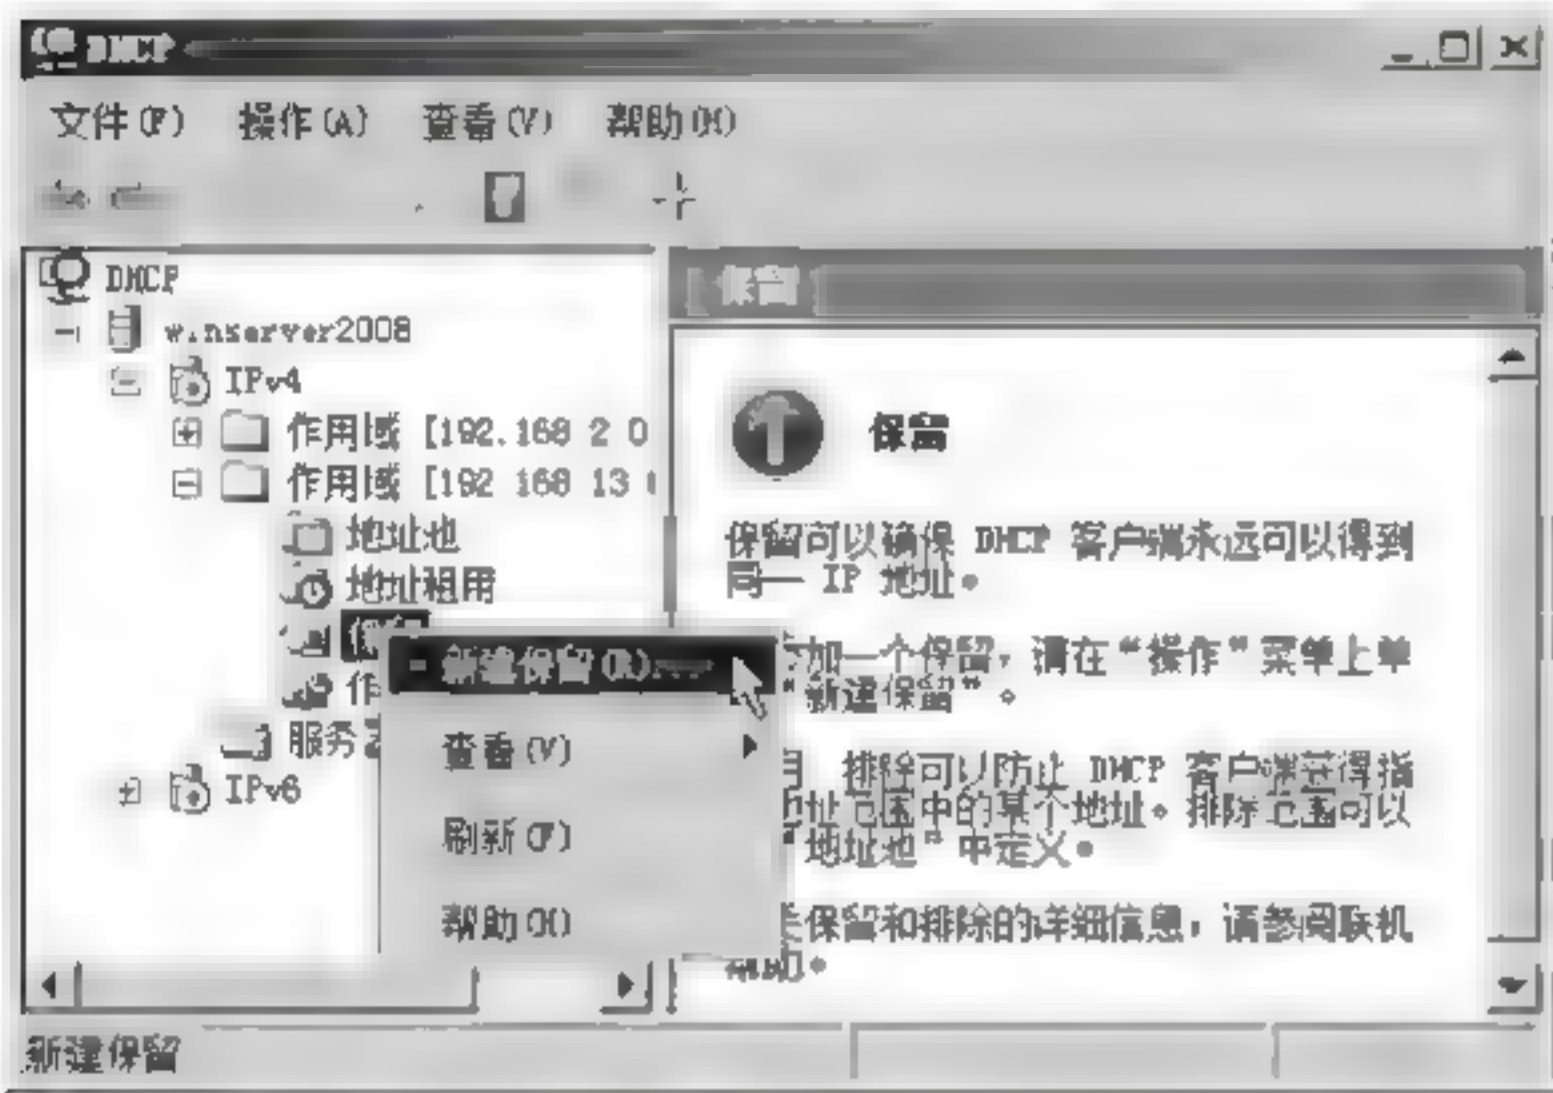 DHCP
文件(F) 操作(A) 查看(V) 帮助(H)
DHCP
winserver2008
IPv4
作用域 [192.168.2.0
作用域 [192.168.13.
地址池
地址租用
保留
作
服务器
IPv6
新建保留(R)...
查看(V)
刷新(F)
帮助(H)
保留
保留
保留可以确保 DHCP 客户端永远可以得到
同一 IP 地址。
加一个保留，请在“操作”菜单上单
“新建保留”。
排除可以防止 DHCP 客户端获得指
地址范围中的某个地址。排除范围可以
“地址池”中定义。
关保留和排除的详细信息，请参阅联机
帮助。
新建保留